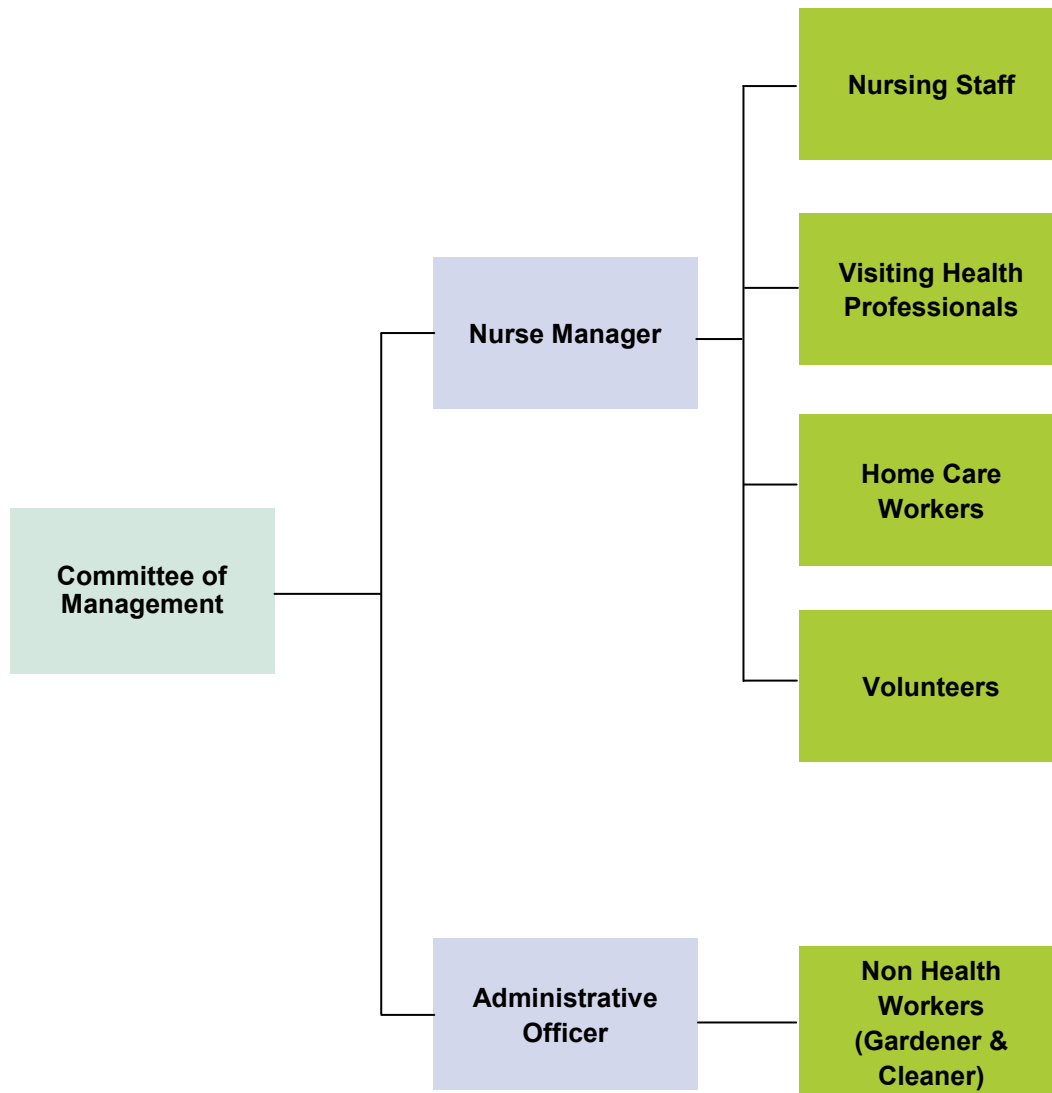 Nursing Staff
Visiting Health
Professionals
Nurse Manager
Home Care
Workers
Committee of
Management
Volunteers
Administrative
Officer
Non Health
Workers
(Gardener &
Cleaner)